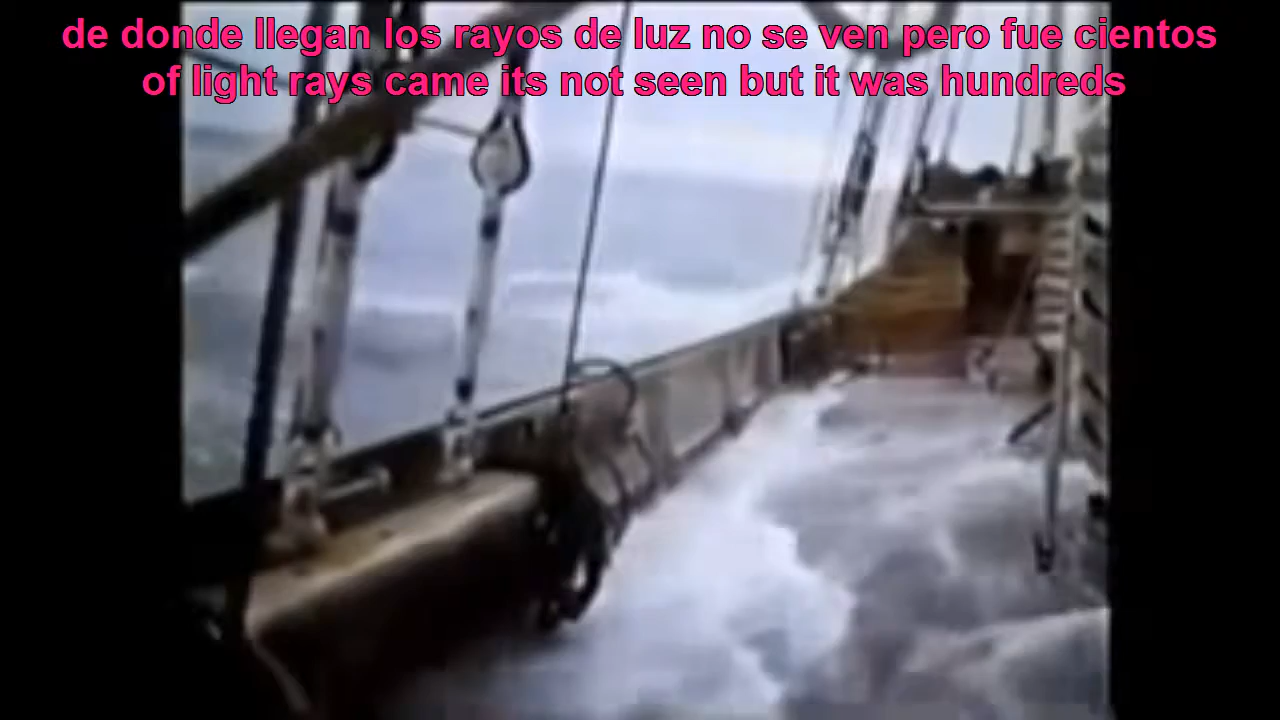 de donde llegan los rayos de luz no se ven pero fue cientos
of light rays came its not seen but it was hundreds